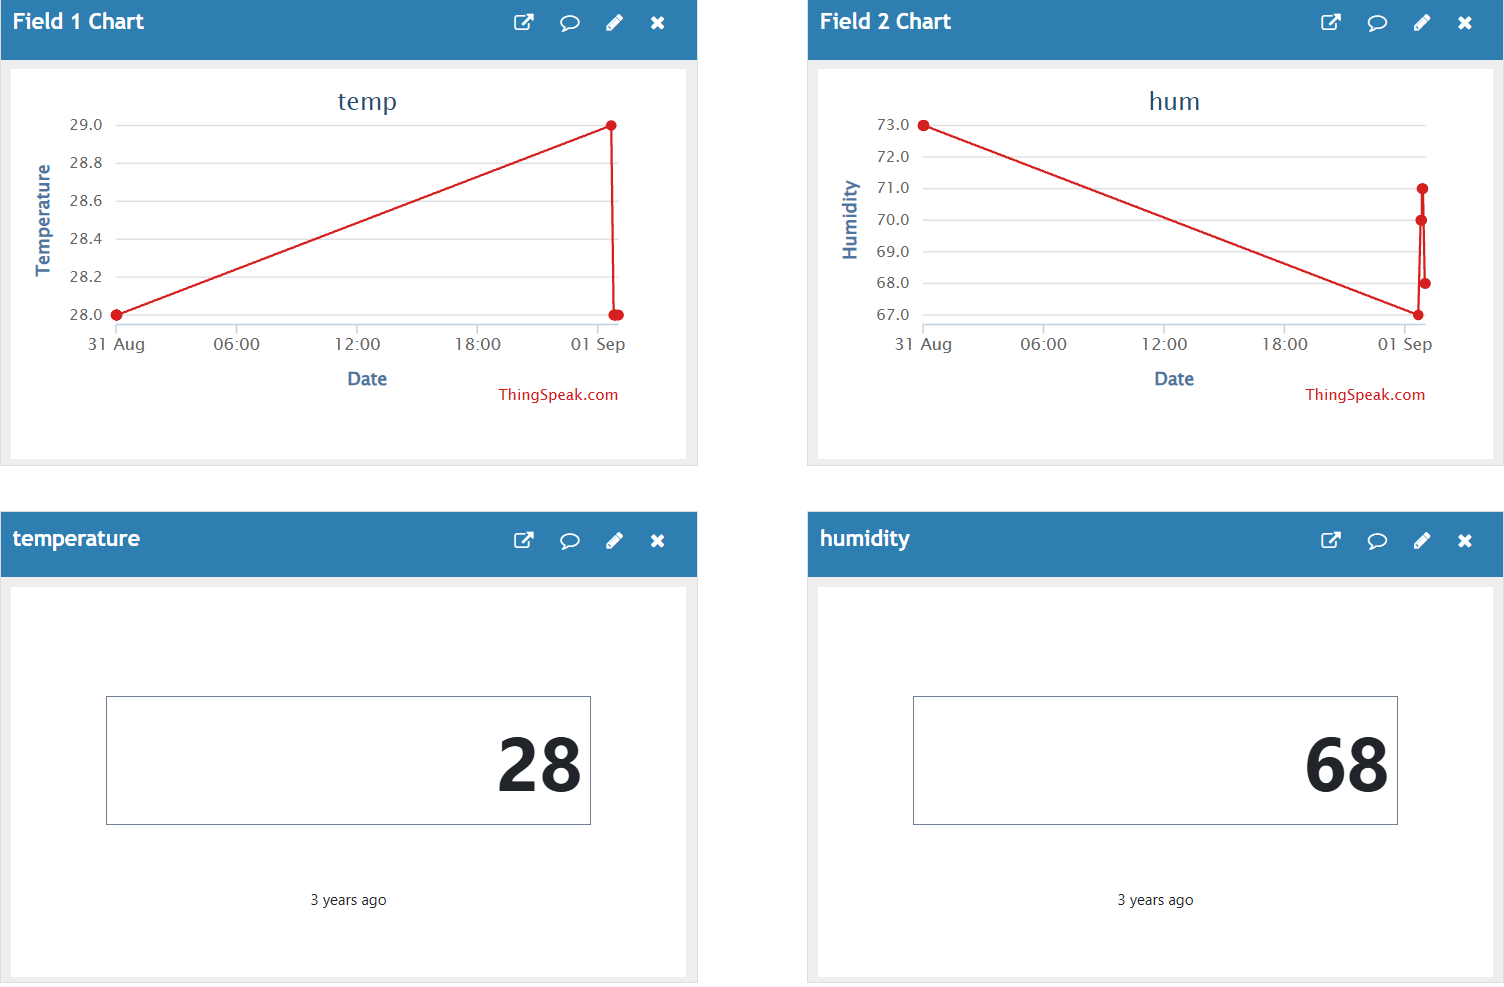 Field 1 Chart
temp
29.0
28.8
28.6
28.4
28.2
28.0
Temperature
31 Aug 06:00 12:00 18:00 01 Sep
Date
ThingSpeak.com
Field 2 Chart
hum
73.0
72.0
71.0
70.0
69.0
68.0
67.0
Humidity
31 Aug 06:00 12:00 18:00 01 Sep
Date
ThingSpeak.com
temperature
28
3 years ago
humidity
68
3 years ago